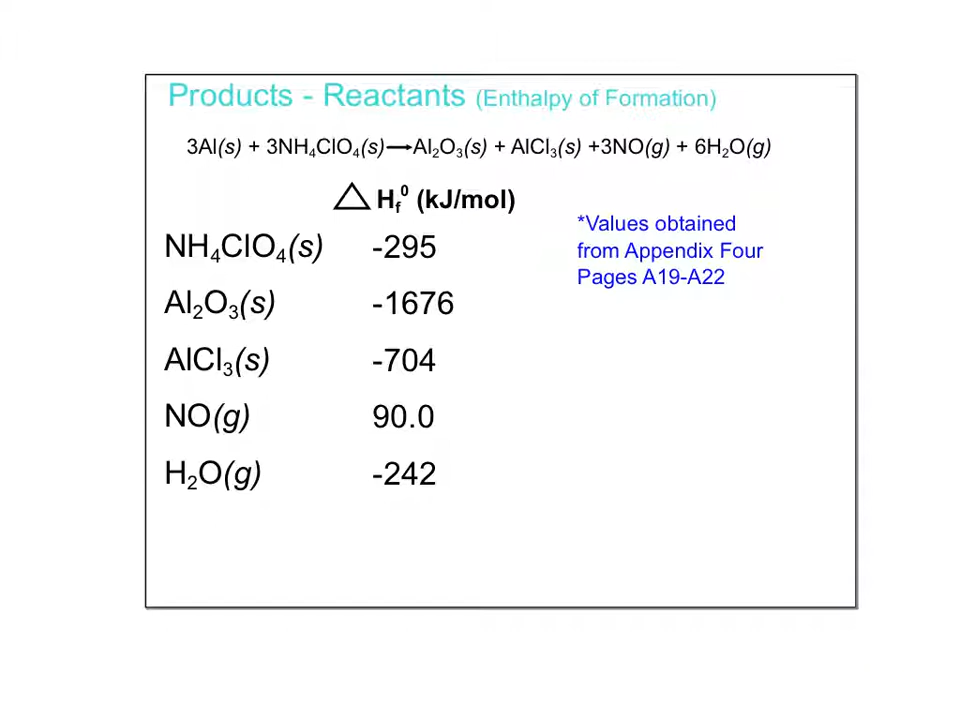 Products - Reactants (Enthalpy of Formation)
3Al(s) + 3NH₄ClO₄(s)→Al₂O₃(s) + AlCl₃(s) +3NO(g) + 6H₂O(g)
△ H_f⁰ (kJ/mol)
*Values obtained
from Appendix Four
Pages A19-A22
NH₄ClO₄(s) -295
Al₂O₃(s) -1676
AlCl₃(s) -704
NO(g) 90.0
H₂O(g) -242